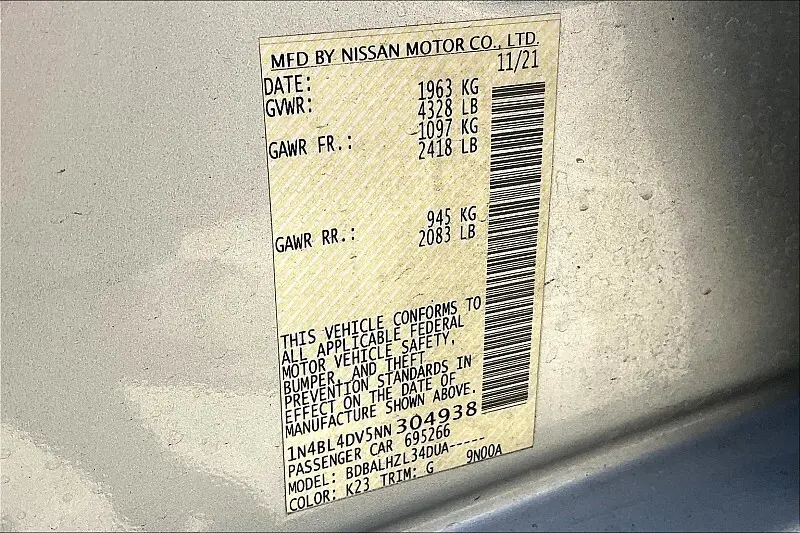 MFD BY NISSAN MOTOR CO., LTD.
DATE: 11/21
GVWR: 1963 KG
4328 LB
GAWR FR.: 1097 KG
2418 LB
GAWR RR.: 945 KG
2083 LB
THIS VEHICLE CONFORMS TO
ALL APPLICABLE FEDERAL
MOTOR VEHICLE SAFETY,
BUMPER, AND THEFT
PREVENTION STANDARDS IN
EFFECT ON THE DATE OF
MANUFACTURE SHOWN ABOVE.
1N4BL4DV5NN304938
PASSENGER CAR 695266
MODEL: BDBALHZL34DUA-----
COLOR: K23 TRIM: G 9N00A